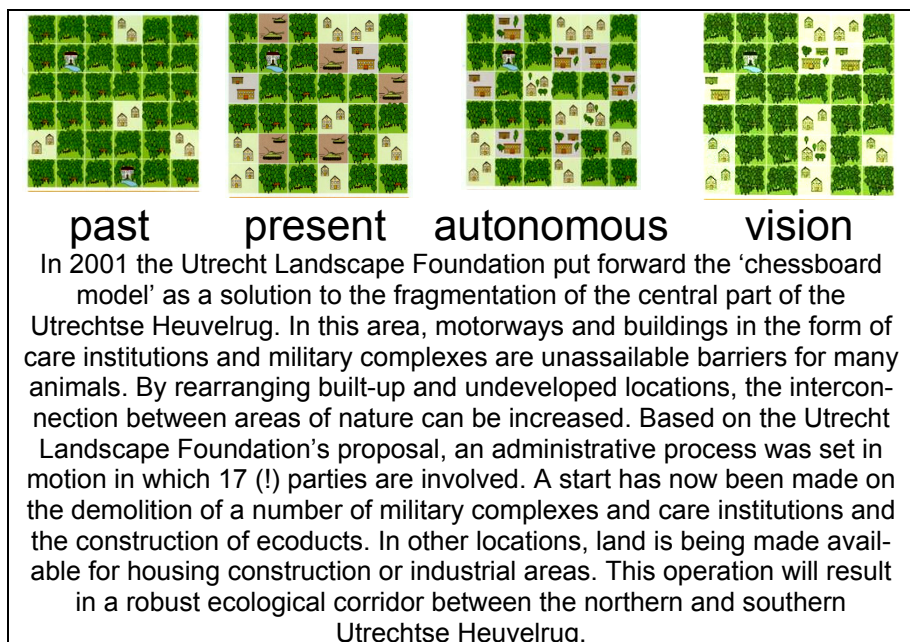 past present autonomous vision
In 2001 the Utrecht Landscape Foundation put forward the ‘chessboard
model’ as a solution to the fragmentation of the central part of the
Utrechtse Heuvelrug. In this area, motorways and buildings in the form of
care institutions and military complexes are unassailable barriers for many
animals. By rearranging built-up and undeveloped locations, the intercon-
nection between areas of nature can be increased. Based on the Utrecht
Landscape Foundation’s proposal, an administrative process was set in
motion in which 17 (!) parties are involved. A start has now been made on
the demolition of a number of military complexes and care institutions and
the construction of ecoducts. In other locations, land is being made avail-
able for housing construction or industrial areas. This operation will result
in a robust ecological corridor between the northern and southern
Utrechtse Heuvelrug.